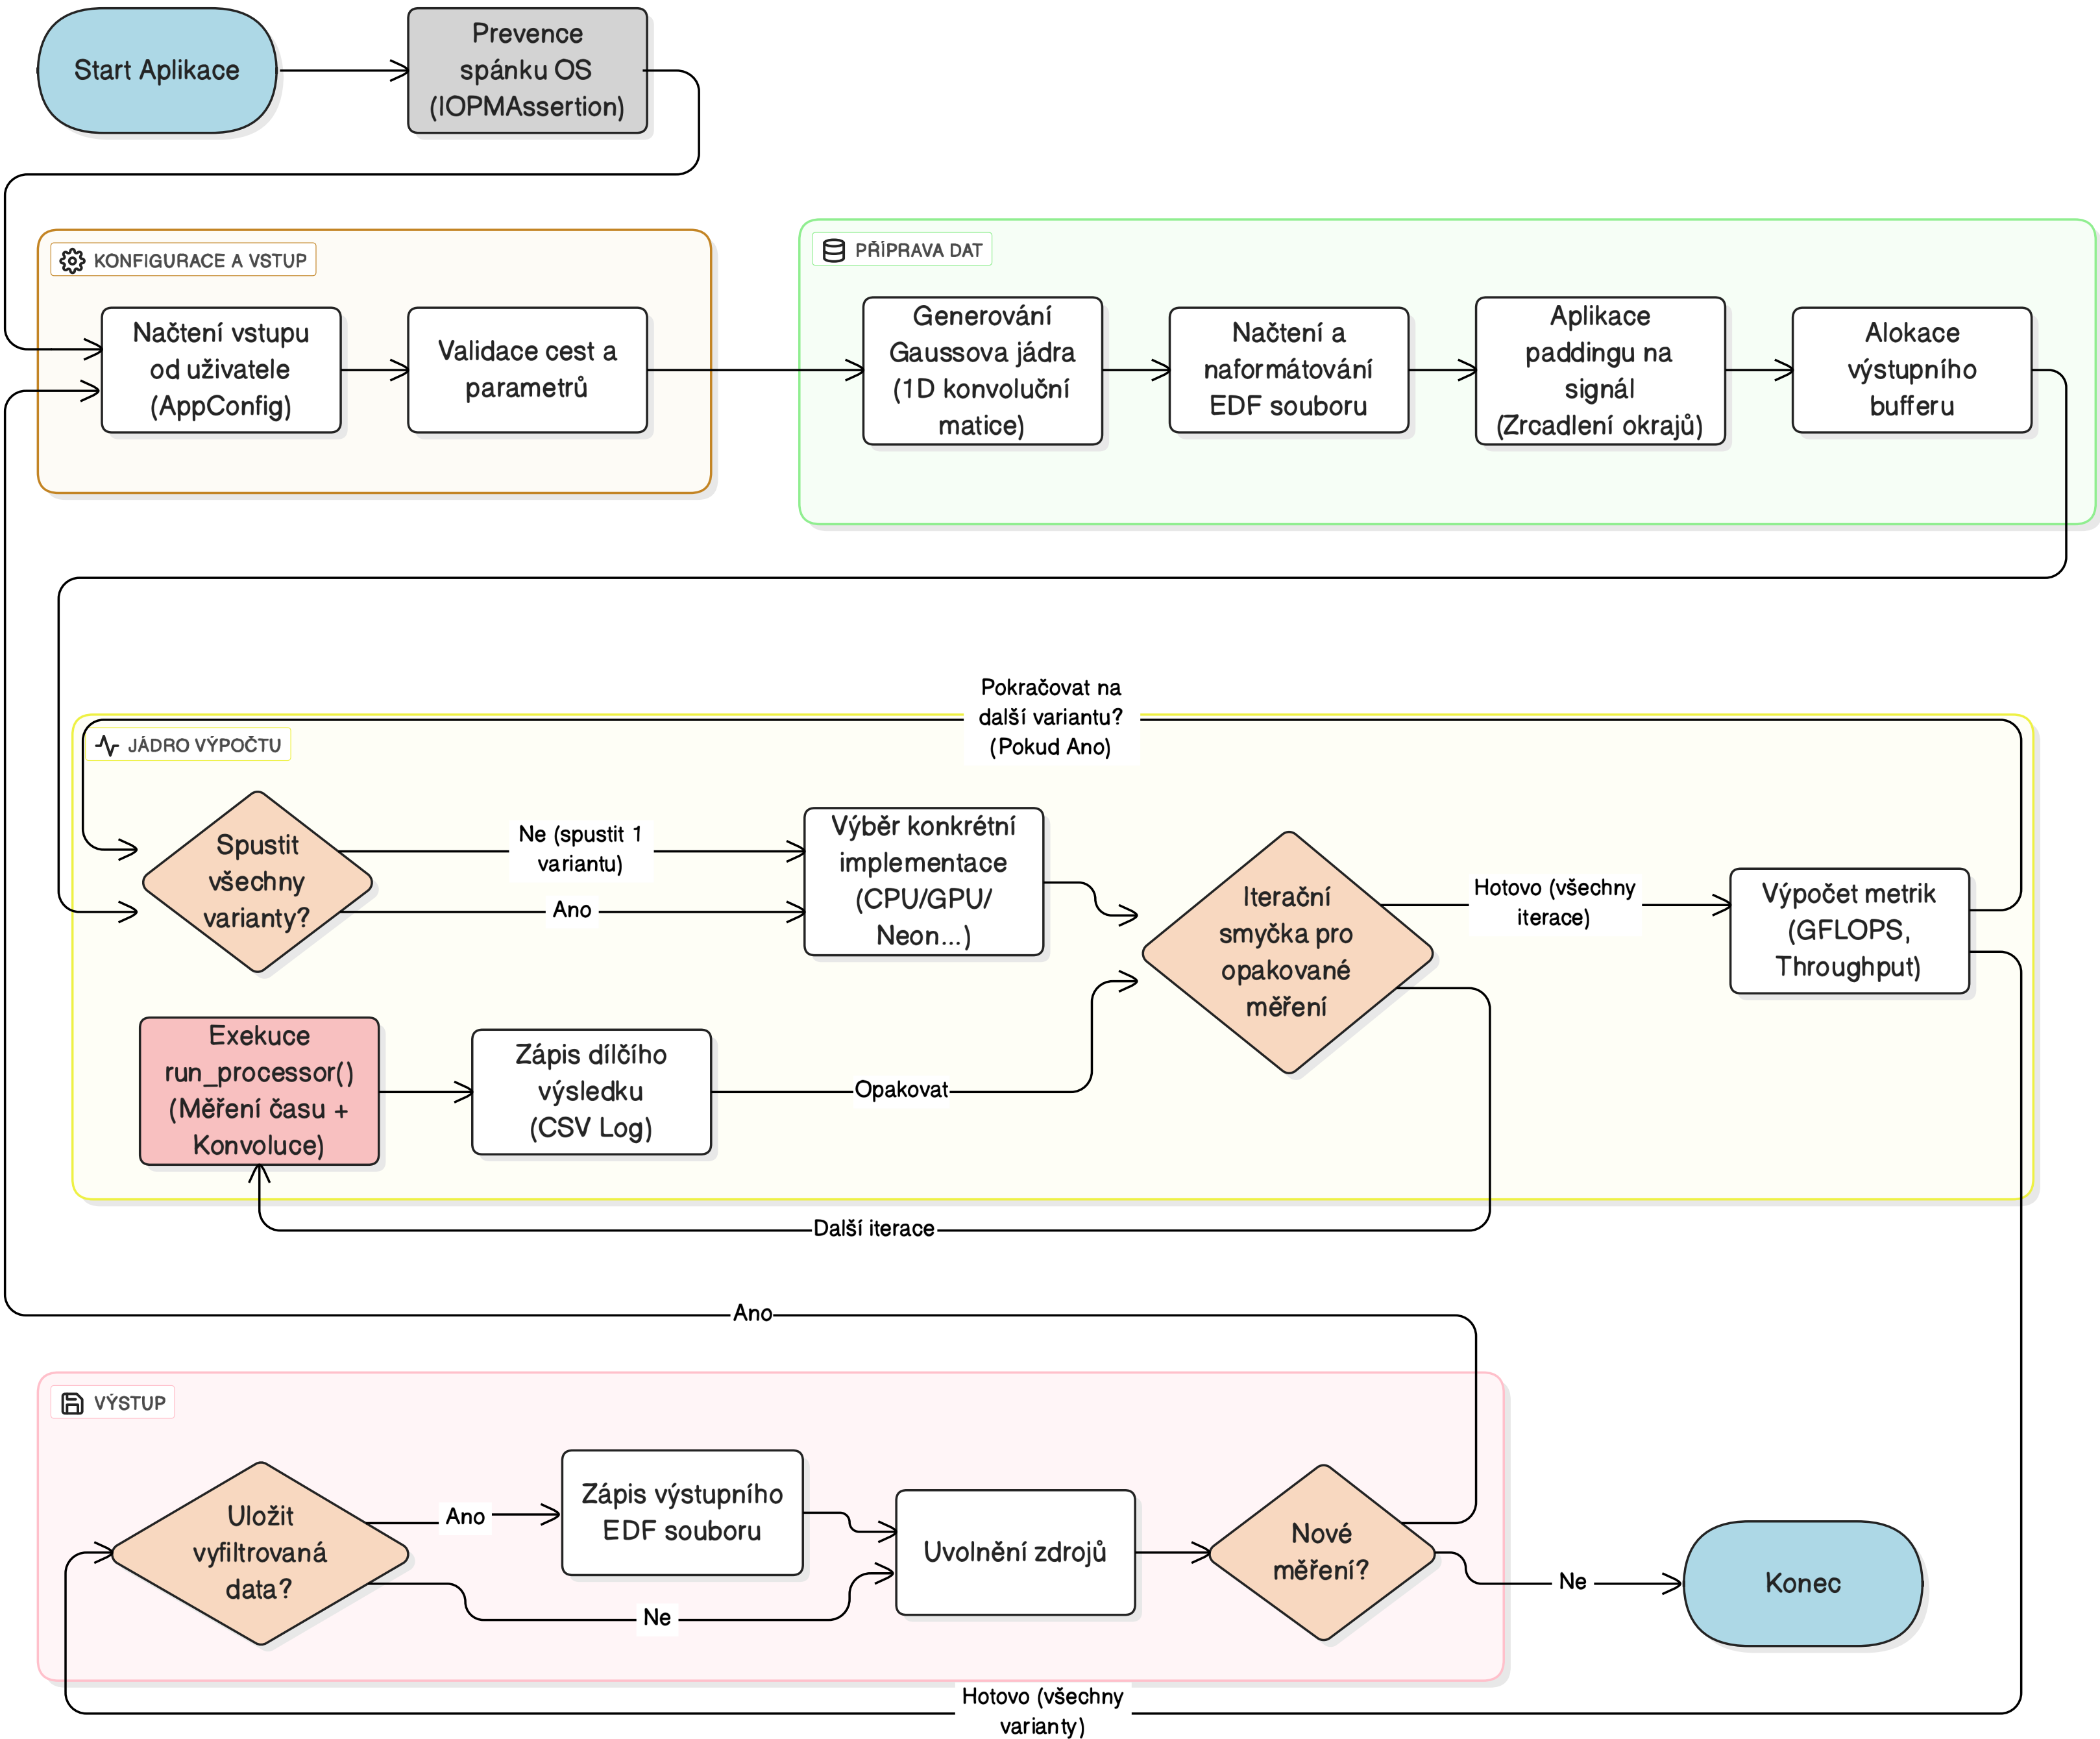 Start Aplikace
Prevence
spánku OS
(IOPMAssertion)
KONFIGURACE A VSTUP
Načtení vstupu
od uživatele
(AppConfig)
Validace cest a
parametrů
PŘÍPRAVA DAT
Generování
Gaussova jádra
(1D konvoluční
matice)
Načtení a
naformátování
EDF souboru
Aplikace
paddingu na
signál
(Zrcadlení okrajů)
Alokace
výstupního
bufferu
Pokračovat na
další variantu?
(Pokud Ano)
JÁDRO VÝPOČTU
Spustit
všechny
varianty?
Ne (spustit 1
variantu)
Ano
Výběr konkrétní
implementace
(CPU/GPU/
Neon...)
Iterační
smyčka pro
opakované
měření
Hotovo (všechny
iterace)
Výpočet metrik
(GFLOPS,
Throughput)
Exekuce
run_processor()
(Měření času +
Konvoluce)
Zápis dílčího
výsledku
(CSV Log)
Opakovat
Další iterace
Ano
VÝSTUP
Uložit
vyfiltrovaná
data?
Ano
Zápis výstupního
EDF souboru
Ne
Uvolnění zdrojů
Nové
měření?
Ne
Konec
Hotovo (všechny
varianty)